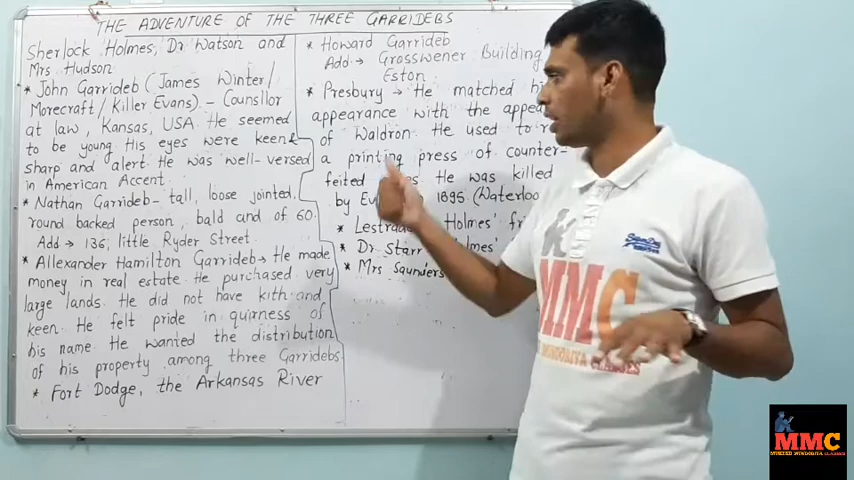 THE ADVENTURE OF THE THREE GARRIDEBS
Sherlock Holmes, Dr Watson and
Mrs Hudson
* John Garrideb (James Winter/
Morecraft/ Killer Evans). - Counsllor
at law, Kansas, USA. He seemed
to be young. His eyes were keen &
sharp and alert. He was well-versed
in American Accent.
* Nathan Garrideb - tall, loose jointed,
round backed person, bald and of 60.
Add → 136, little Ryder Street
* Allexander Hamilton Garrideb → He made
money in real estate. He purchased very
large lands. He did not have kith and
keen. He felt pride in quirness of
his name. He wanted the distribution
of his property among three Garridebs.
* Fort Dodge, the Arkansas River
* Howard Garrideb
Add → Grosswener Building
Eston
* Presbury → He matched
appearance with the
of Waldron. He used to
a printing press of counter-
feited
He was killed
by
1895 (
*
Holmes'
* Dr Starr
Holmes'
* Mrs Saunders
MMC
MMC